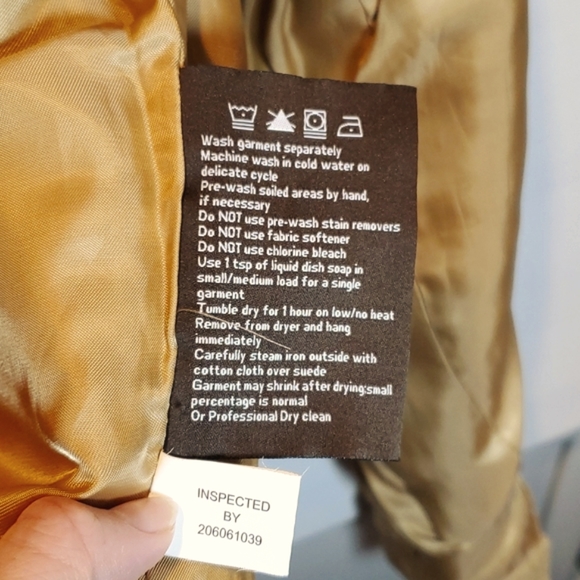 Wash garment separately
Machine wash in cold water on
delicate cycle
Pre-wash soiled areas by hand,
if necessary
Do NOT use pre-wash stain removers
Do NOT use fabric softener
Do NOT use chlorine bleach
Use 1 tsp of liquid dish soap in
small/medium load for a single
garment
Tumble dry for 1 hour on low/no heat
Remove from dryer and hang
immediately
Carefully steam iron outside with
cotton cloth over suede
Garment may shrink after drying:small
percentage is normal
Or Professional Dry clean
INSPECTED
BY
206061039